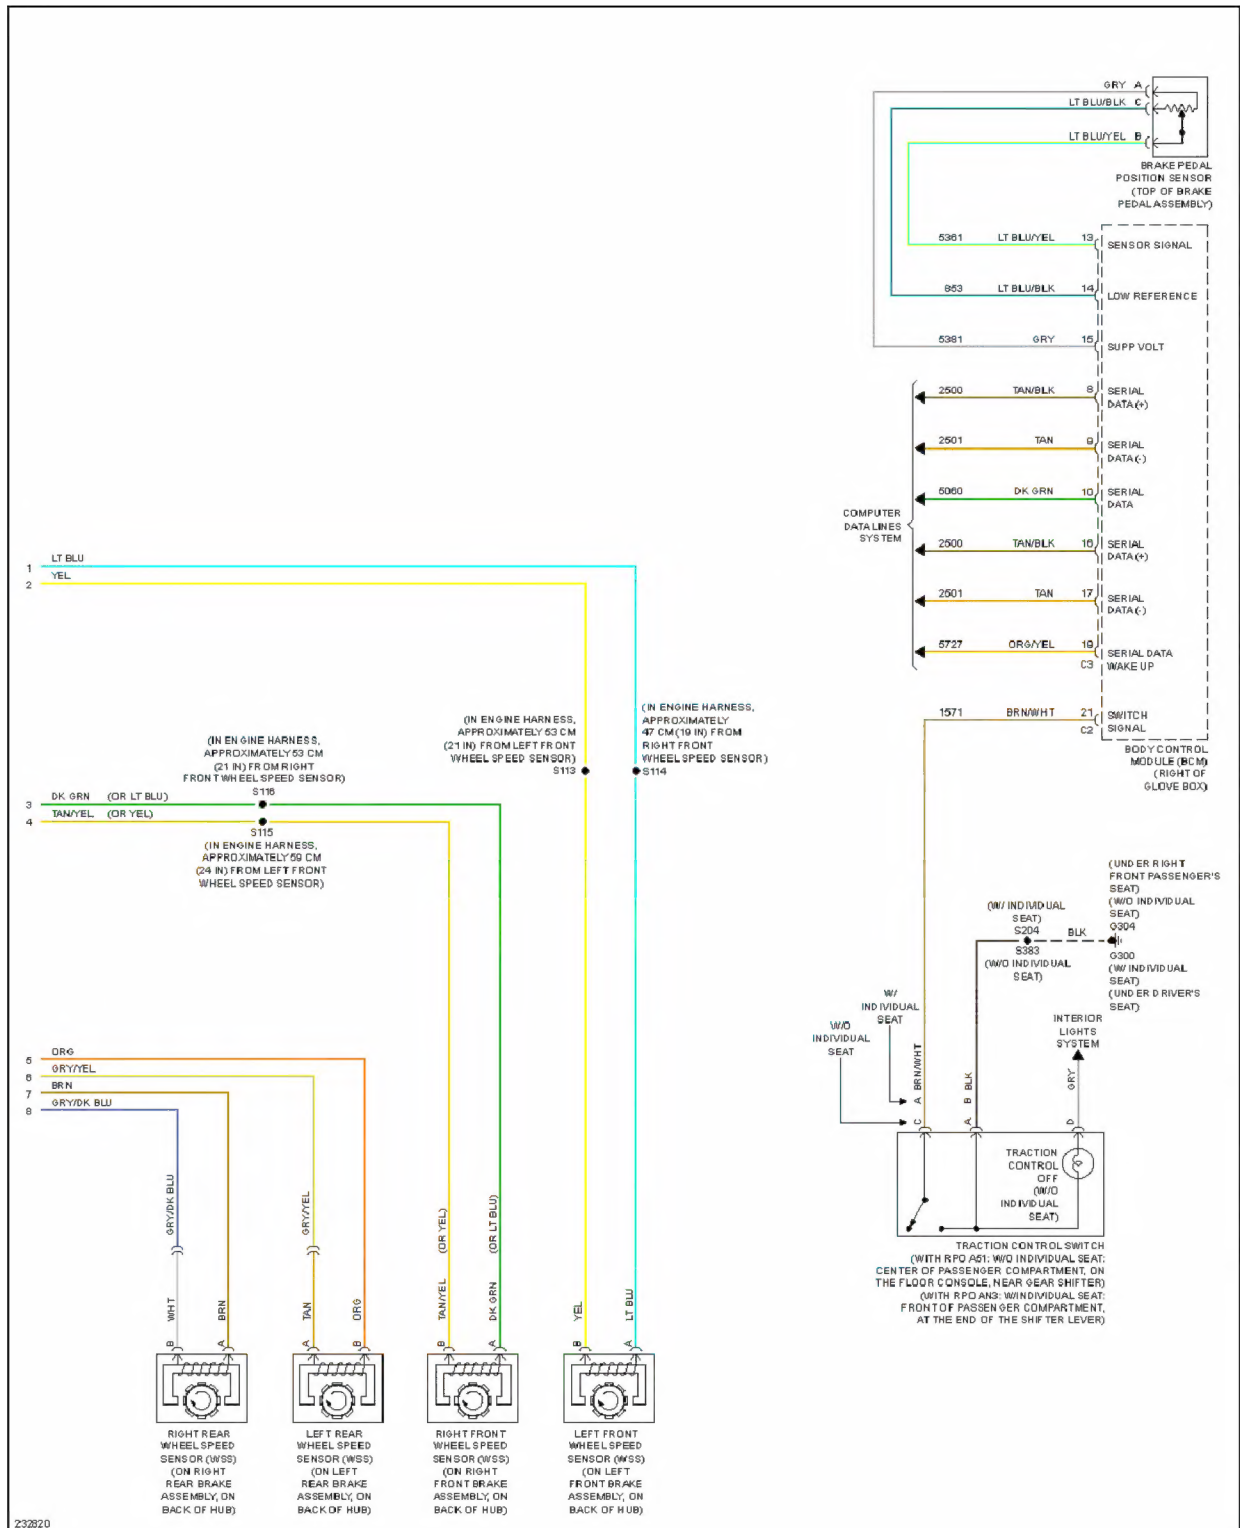 GRY A
LT BLU/BLK C
LT BLU/YEL B
BRAKE PEDAL
POSITION SENSOR
(TOP OF BRAKE
PEDAL ASSEMBLY)
5361 LT BLU/YEL 13 SENSOR SIGNAL
853 LT BLU/BLK 14 LOW REFERENCE
5381 GRY 15 SUPP VOLT
2500 TAN/BLK 8 SERIAL
DATA (+)
2501 TAN 9 SERIAL
DATA (-)
5060 DK GRN 10 SERIAL
DATA
COMPUTER
DATA LINES
SYSTEM
2500 TAN/BLK 16 SERIAL
DATA (+)
2501 TAN 17 SERIAL
DATA (-)
5727 ORG/YEL 19 SERIAL DATA
C3 WAKE UP
1571 BRN/WHT 21 SWITCH
C2 SIGNAL
BODY CONTROL
MODULE (BCM)
(RIGHT OF
GLOVE BOX)
1 LT BLU
2 YEL
(IN ENGINE HARNESS,
APPROXIMATELY 53 CM
(21 IN) FROM LEFT FRONT
WHEEL SPEED SENSOR)
S113
(IN ENGINE HARNESS,
APPROXIMATELY
47 CM (19 IN) FROM
RIGHT FRONT
WHEEL SPEED SENSOR)
S114
(IN ENGINE HARNESS,
APPROXIMATELY 53 CM
(21 IN) FROM RIGHT
FRONT WHEEL SPEED SENSOR)
S116
3 DK GRN (OR LT BLU)
4 TAN/YEL (OR YEL)
S115
(IN ENGINE HARNESS,
APPROXIMATELY 59 CM
(24 IN) FROM LEFT FRONT
WHEEL SPEED SENSOR)
(UNDER RIGHT
FRONT PASSENGER'S
SEAT)
(W/O INDIVIDUAL
SEAT)
G304
(W/ INDIVIDUAL
SEAT)
S204
BLK
S383
(W/O INDIVIDUAL
SEAT)
G300
(W/ INDIVIDUAL
SEAT)
(UNDER DRIVER'S
SEAT)
W/
INDIVIDUAL
SEAT
W/O
INDIVIDUAL
SEAT
INTERIOR
LIGHTS
SYSTEM
5 ORG
6 GRY/YEL
7 BRN
8 GRY/DK BLU
C A BRN/WHT
A B BLK
D GRY
TRACTION
CONTROL
OFF
(W/O
INDIVIDUAL
SEAT)
TRACTION CONTROL SWITCH
(WITH RPO A51: W/O INDIVIDUAL SEAT:
CENTER OF PASSENGER COMPARTMENT, ON
THE FLOOR CONSOLE, NEAR GEAR SHIFTER)
(WITH RPO AN3: W/INDIVIDUAL SEAT:
FRONT OF PASSENGER COMPARTMENT,
AT THE END OF THE SHIFTER LEVER)
B WHT GRY/DK BLU
A BRN
A TAN GRY/YEL
B ORG
B TAN/YEL (OR YEL)
A DK GRN (OR LT BLU)
B YEL
A LT BLU
RIGHT REAR
WHEEL SPEED
SENSOR (WSS)
(ON RIGHT
REAR BRAKE
ASSEMBLY, ON
BACK OF HUB)
LEFT REAR
WHEEL SPEED
SENSOR (WSS)
(ON LEFT
REAR BRAKE
ASSEMBLY, ON
BACK OF HUB)
RIGHT FRONT
WHEEL SPEED
SENSOR (WSS)
(ON RIGHT
FRONT BRAKE
ASSEMBLY, ON
BACK OF HUB)
LEFT FRONT
WHEEL SPEED
SENSOR (WSS)
(ON LEFT
FRONT BRAKE
ASSEMBLY, ON
BACK OF HUB)
232820